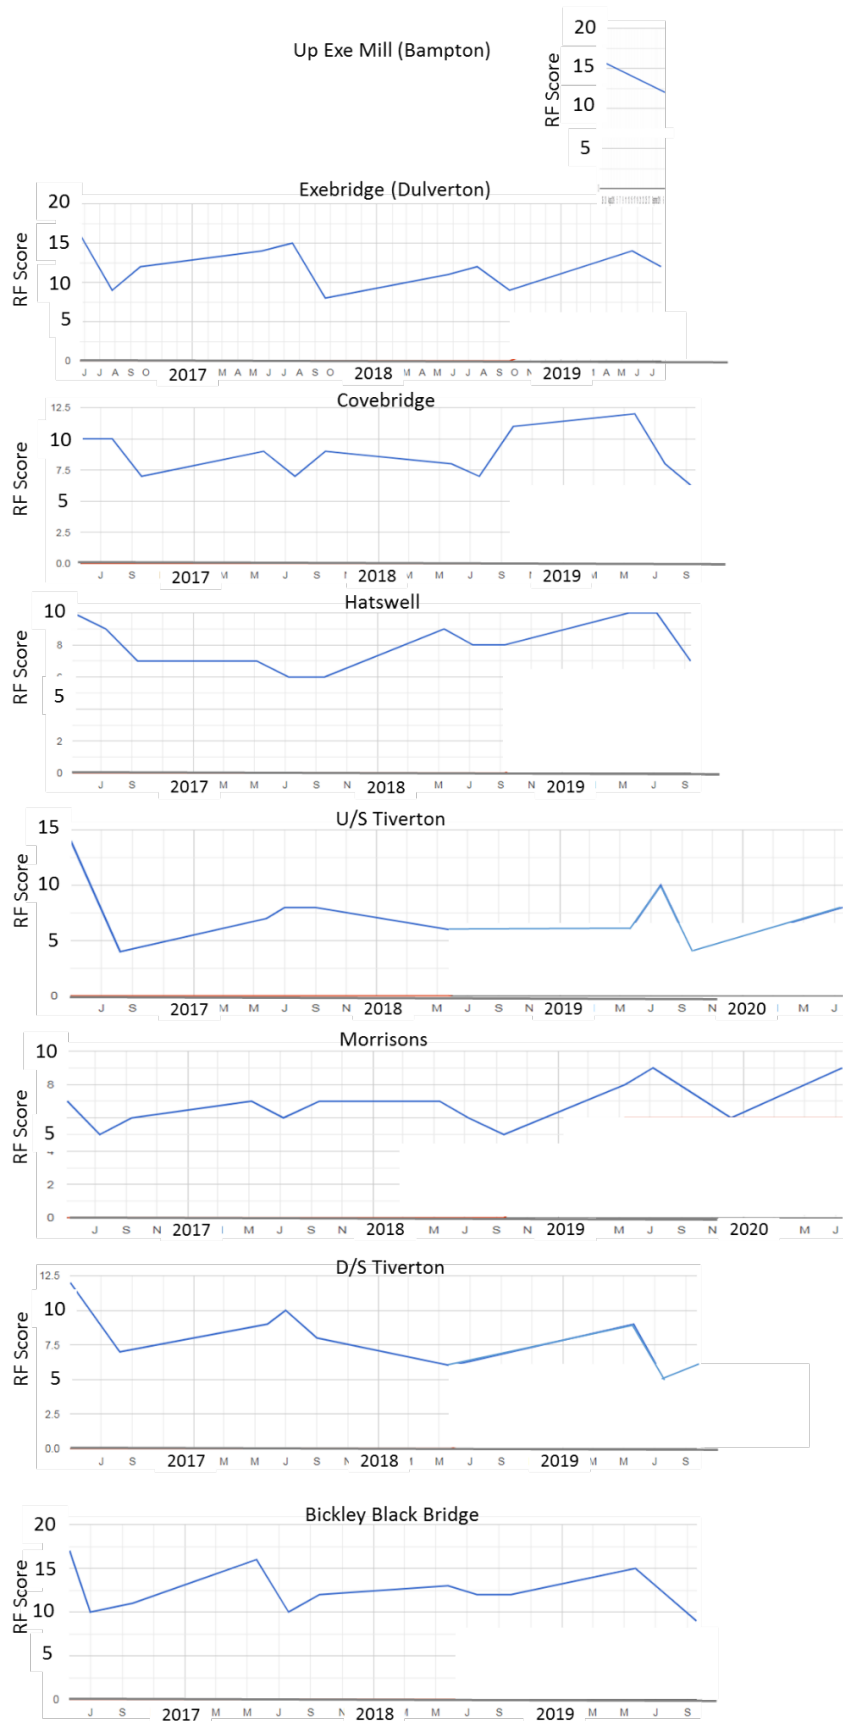 Up Exe Mill (Bampton)
20
15
10
5
RF Score
Exebridge (Dulverton)
20
15
10
5
0
RF Score
J J A S O 2017 M A M J J A S O 2018 M A M J J A S O N 2019 A M J J
Covebridge
12.5
10
7.5
5
2.5
0.0
RF Score
J S 2017 M M J S 2018 M J S N 2019 M M J S
Hatswell
10
8
5
2
0
RF Score
J S 2017 M M J S N 2018 M J S N 2019 M J S
U/S Tiverton
15
10
5
0
RF Score
J S 2017 M M J S N 2018 M J S N 2019 M J S N 2020 M J
Morrisons
10
8
5
2
0
RF Score
J S N 2017 M J S N 2018 M J S N 2019 M J S N 2020 M J
D/S Tiverton
12.5
10
7.5
5
2.5
0.0
RF Score
J S 2017 M M J S N 2018 M J S N 2019 M M J S
Bickley Black Bridge
20
15
10
5
0
RF Score
J S 2017 M M J S N 2018 M M J S N 2019 M M J S